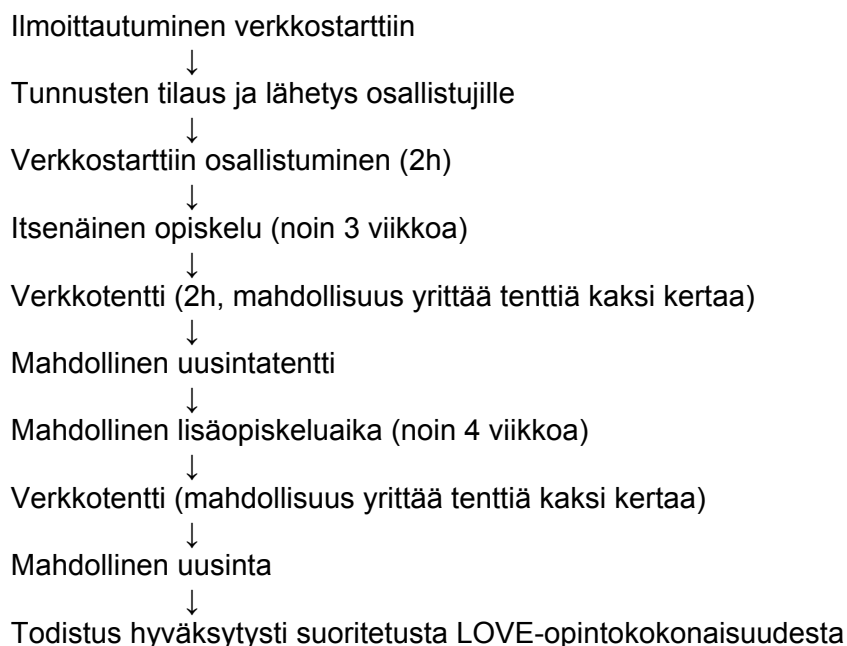 Ilmoittautuminen verkkostarttiin
↓
Tunnusten tilaus ja lähetys osallistujille
↓
Verkkostarttiin osallistuminen (2h)
↓
Itsenäinen opiskelu (noin 3 viikkoa)
↓
Verkkotentti (2h, mahdollisuus yrittää tenttiä kaksi kertaa)
↓
Mahdollinen uusintatentti
↓
Mahdollinen lisäopiskeluaika (noin 4 viikkoa)
↓
Verkkotentti (mahdollisuus yrittää tenttiä kaksi kertaa)
↓
Mahdollinen uusinta
↓
Todistus hyväksytysti suoritetusta LOVE-opintokokonaisuudesta